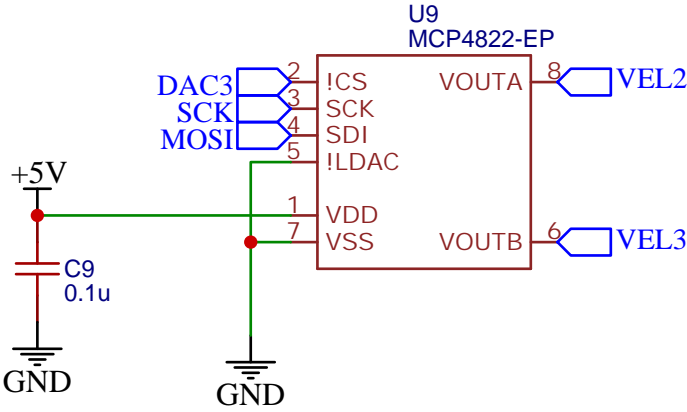 U9
MCP4822-EP
DAC3 2 !CS VOUTA 8 VEL2
SCK 3 SCK
MOSI 4 SDI
5 !LDAC
+5V
1 VDD
7 VSS VOUTB 6 VEL3
C9
0.1u
GND
GND